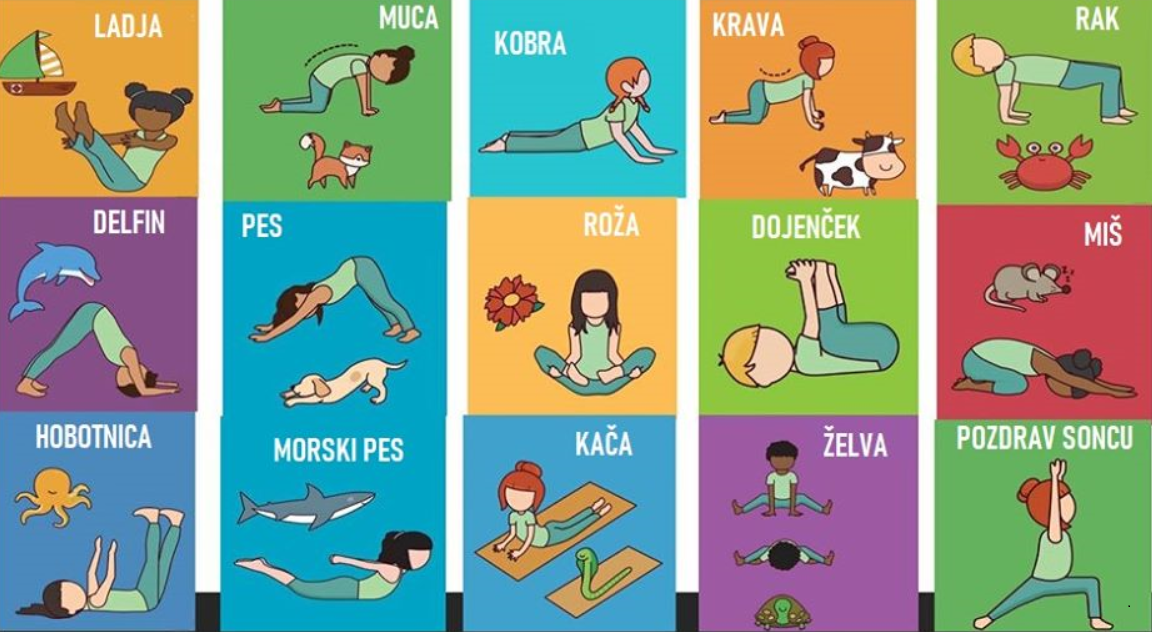 LADJA
MUCA
KOBRA
KRAVA
RAK
DELFIN
PES
ROŽA
DOJENČEK
MIŠ
HOBOTNICA
MORSKI PES
KAČA
ŽELVA
POZDRAV SONCU